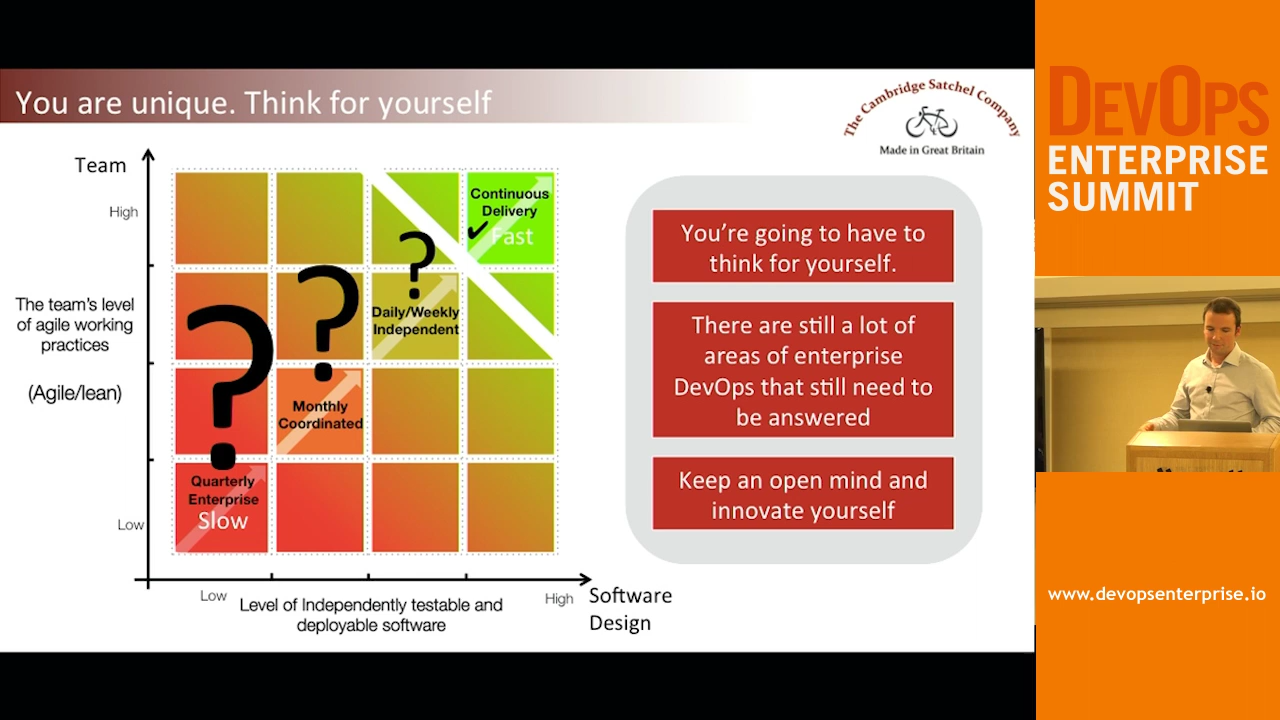 You are unique. Think for yourself
The Cambridge Satchel Company
Made in Great Britain
Team
High
The team's level
of agile working
practices
(Agile/lean)
Low
Continuous
Delivery
✔Fast
?
?
?
Daily/Weekly
Independent
Monthly
Coordinated
Quarterly
Enterprise
Slow
Low
Level of Independently testable and
deployable software
High
Software
Design
You're going to have to
think for yourself.
There are still a lot of
areas of enterprise
DevOps that still need to
be answered
Keep an open mind and
innovate yourself
DEVOPS
ENTERPRISE
SUMMIT
www.devopsenterprise.io